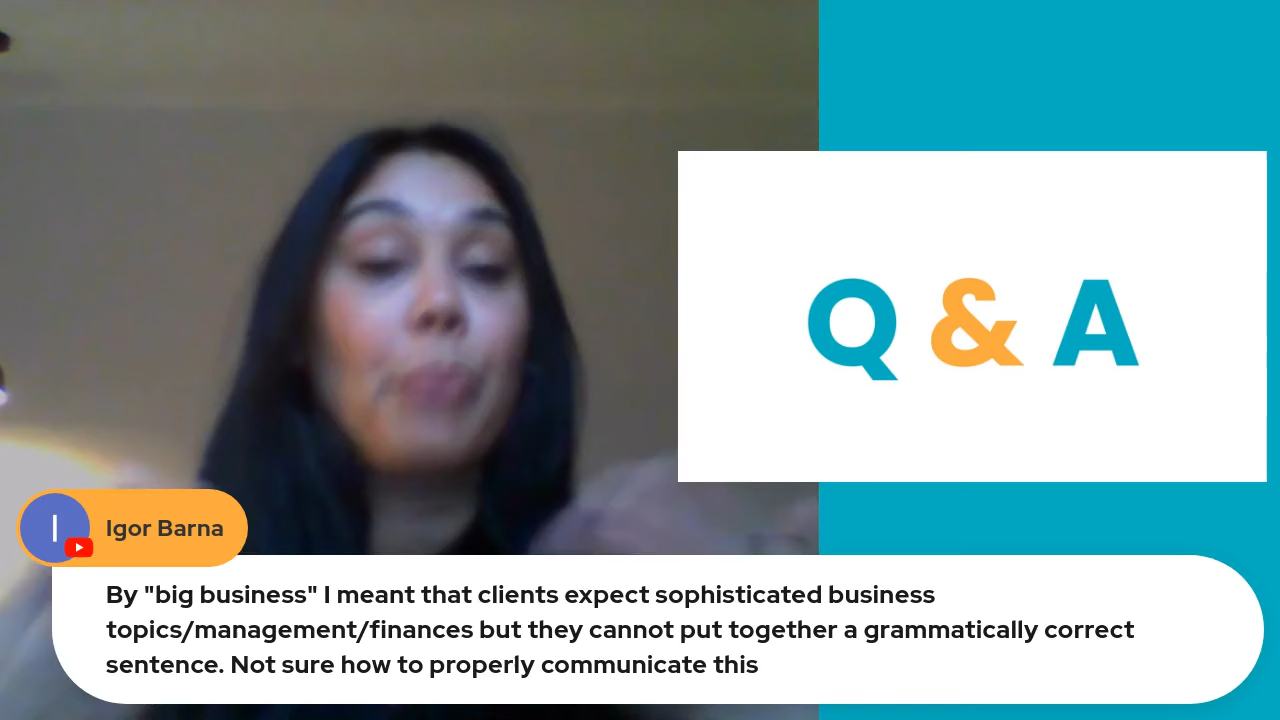 Q & A
I
Igor Barna
By "big business" I meant that clients expect sophisticated business
topics/management/finances but they cannot put together a grammatically correct
sentence. Not sure how to properly communicate this